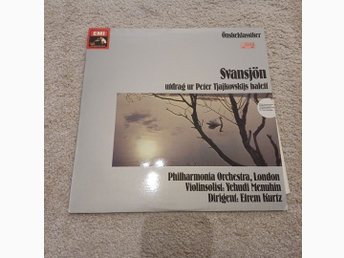 EMI
Önskeklassiker
Svansjön
utdrag ur Peter Tjajkovskijs balett
Philharmonia Orchestra, London
Violinsolist: Yehudi Menuhin
Dirigent: Efrem Kurtz